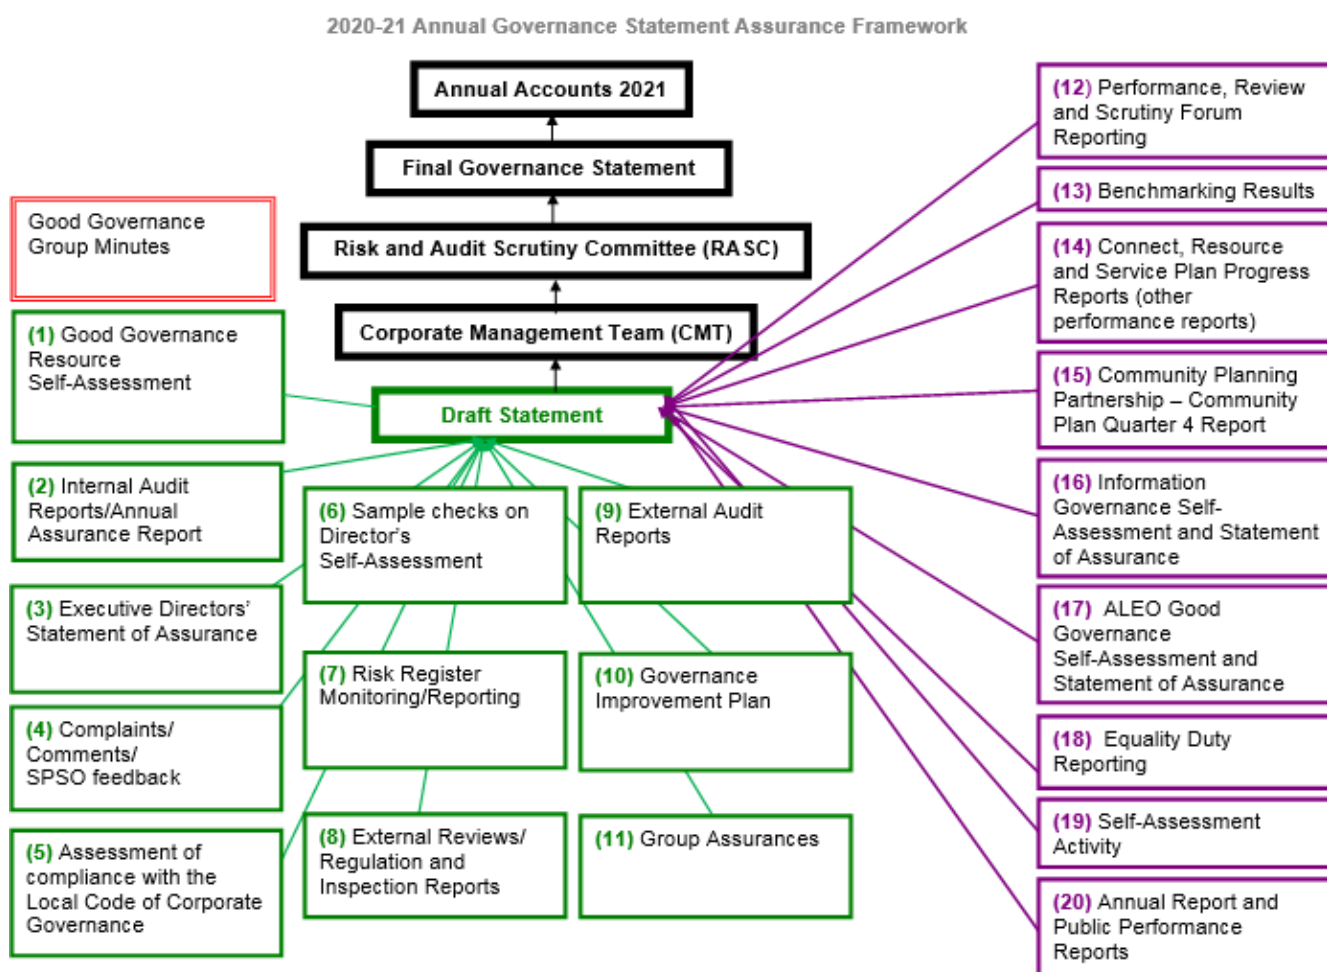 2020-21 Annual Governance Statement Assurance Framework
Annual Accounts 2021
Final Governance Statement
Risk and Audit Scrutiny Committee (RASC)
Corporate Management Team (CMT)
Draft Statement
Good Governance
Group Minutes
(1) Good Governance
Resource
Self-Assessment
(2) Internal Audit
Reports/Annual
Assurance Report
(3) Executive Directors’
Statement of Assurance
(4) Complaints/
Comments/
SPSO feedback
(5) Assessment of
compliance with the
Local Code of Corporate
Governance
(6) Sample checks on
Director’s
Self-Assessment
(7) Risk Register
Monitoring/Reporting
(8) External Reviews/
Regulation and
Inspection Reports
(9) External Audit
Reports
(10) Governance
Improvement Plan
(11) Group Assurances
(12) Performance, Review
and Scrutiny Forum
Reporting
(13) Benchmarking Results
(14) Connect, Resource
and Service Plan Progress
Reports (other
performance reports)
(15) Community Planning
Partnership – Community
Plan Quarter 4 Report
(16) Information
Governance Self-
Assessment and Statement
of Assurance
(17) ALEO Good
Governance
Self-Assessment and
Statement of Assurance
(18) Equality Duty
Reporting
(19) Self-Assessment
Activity
(20) Annual Report and
Public Performance
Reports